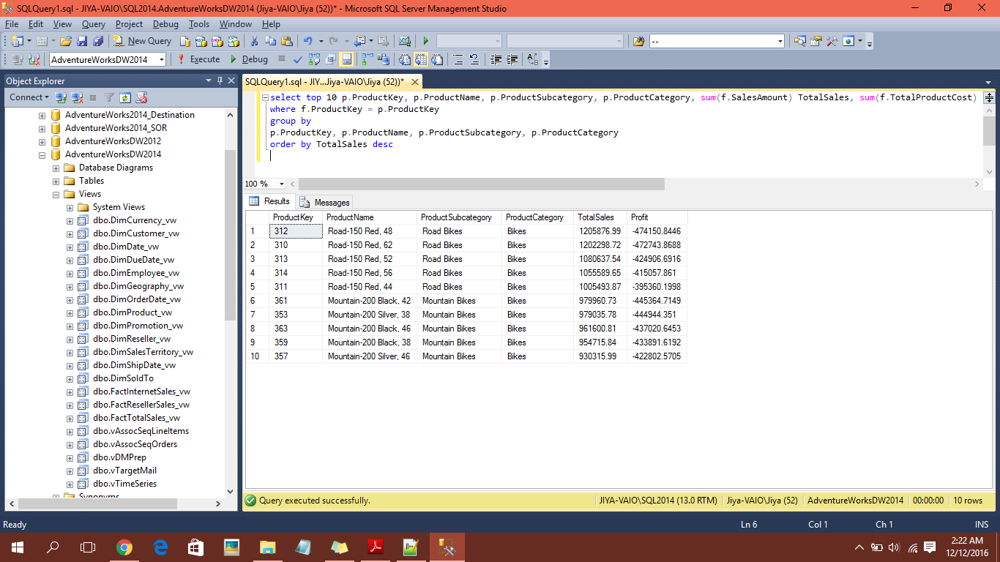 SQLQuery1.sql - JIYA-VAIO\SQL2014.AdventureWorksDW2014 (Jiya-VAIO\Jiya (52))* - Microsoft SQL Server Management Studio
File Edit View Query Project Debug Tools Window Help
New Query --
AdventureWorksDW2014 Execute Debug
Object Explorer
Connect
AdventureWorks2014_Destination
AdventureWorks2014_SOR
AdventureWorksDW2012
AdventureWorksDW2014
Database Diagrams
Tables
Views
System Views
dbo.DimCurrency_vw
dbo.DimCustomer_vw
dbo.DimDate_vw
dbo.DimDueDate_vw
dbo.DimEmployee_vw
dbo.DimGeography_vw
dbo.DimOrderDate_vw
dbo.DimProduct_vw
dbo.DimPromotion_vw
dbo.DimReseller_vw
dbo.DimSalesTerritory_vw
dbo.DimShipDate_vw
dbo.DimSoldTo
dbo.FactInternetSales_vw
dbo.FactResellerSales_vw
dbo.FactTotalSales_vw
dbo.vAssocSeqLineItems
dbo.vAssocSeqOrders
dbo.vDMPrep
dbo.vTargetMail
dbo.vTimeSeries
Synonyms
SQLQuery1.sql - JIY...Jiya-VAIO\Jiya (52))*
select top 10 p.ProductKey, p.ProductName, p.ProductSubcategory, p.ProductCategory, sum(f.SalesAmount) TotalSales, sum(f.TotalProductCost)
where f.ProductKey = p.ProductKey
group by
p.ProductKey, p.ProductName, p.ProductSubcategory, p.ProductCategory
order by TotalSales desc
100 %
Results Messages
ProductKey ProductName ProductSubcategory ProductCategory TotalSales Profit
1 312 Road-150 Red, 48 Road Bikes Bikes 1205876.99 -474150.8446
2 310 Road-150 Red, 62 Road Bikes Bikes 1202298.72 -472743.8688
3 313 Road-150 Red, 52 Road Bikes Bikes 1080637.54 -424906.6916
4 314 Road-150 Red, 56 Road Bikes Bikes 1055589.65 -415057.861
5 311 Road-150 Red, 44 Road Bikes Bikes 1005493.87 -395360.1998
6 361 Mountain-200 Black, 42 Mountain Bikes Bikes 979960.73 -445364.7149
7 353 Mountain-200 Silver, 38 Mountain Bikes Bikes 979035.78 -444944.351
8 363 Mountain-200 Black, 46 Mountain Bikes Bikes 961600.81 -437020.6453
9 359 Mountain-200 Black, 38 Mountain Bikes Bikes 954715.84 -433891.6192
10 357 Mountain-200 Silver, 46 Mountain Bikes Bikes 930315.99 -422802.5705
Query executed successfully. JIYA-VAIO\SQL2014 (13.0 RTM) Jiya-VAIO\Jiya (52) AdventureWorksDW2014 00:00:00 10 rows
Ready Ln 6 Col 1 Ch 1 INS
2:22 AM
12/12/2016